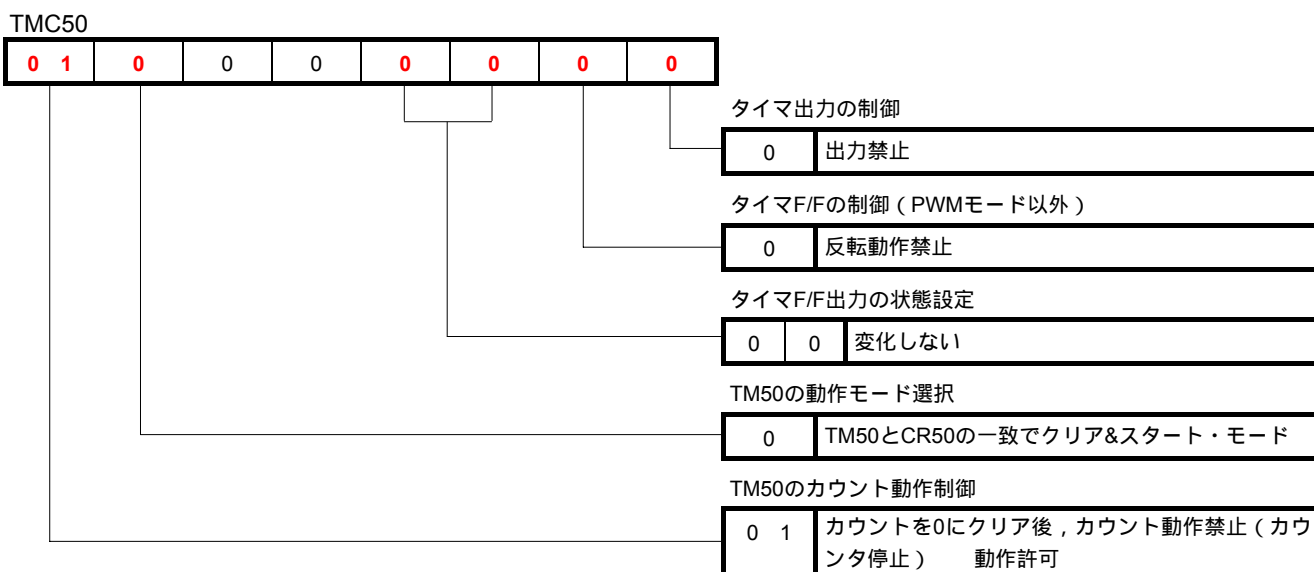 TMC50
0 1 0 0 0 0 0 0 0
タイマ出力の制御
0 出力禁止
タイマF/Fの制御（PWMモード以外）
0 反転動作禁止
タイマF/F出力の状態設定
0 0 変化しない
TM50の動作モード選択
0 TM50とCR50の一致でクリア&スタート・モード
TM50のカウント動作制御
0 1 カウントを0にクリア後，カウント動作禁止（カウ
ンタ停止） 動作許可